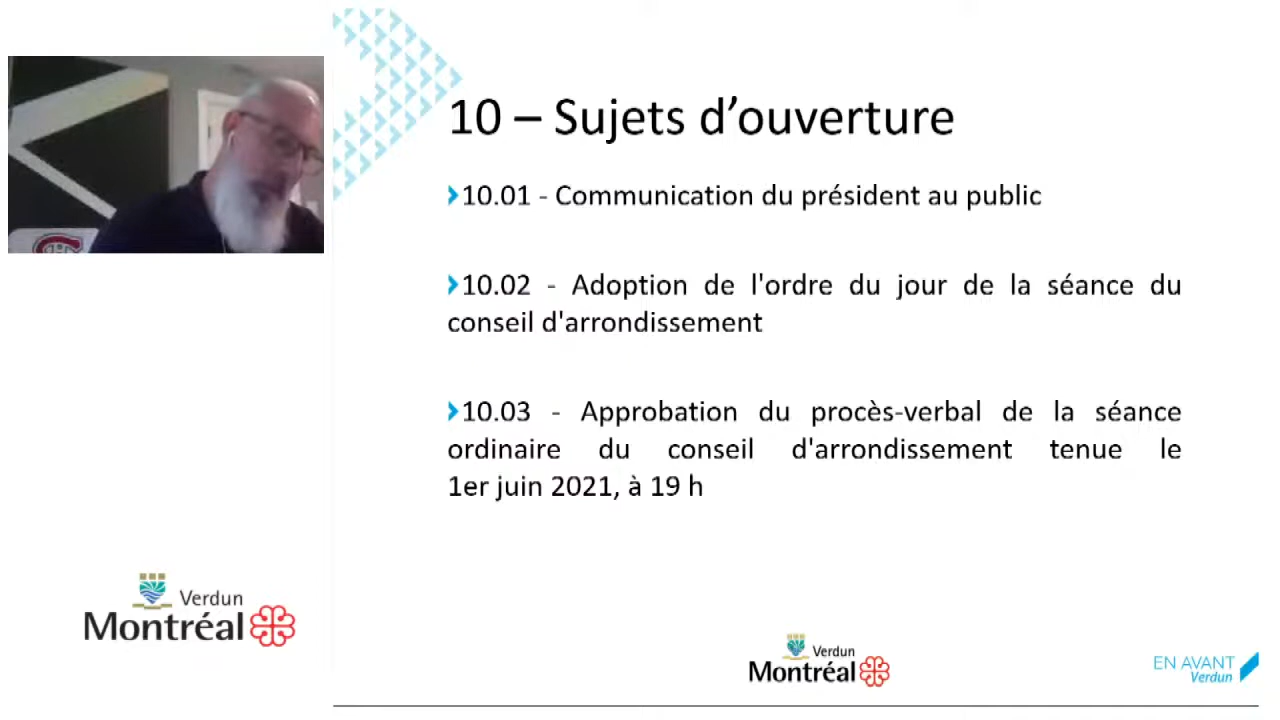 10 – Sujets d’ouverture
10.01 - Communication du président au public
10.02 - Adoption de l'ordre du jour de la séance du
conseil d'arrondissement
10.03 - Approbation du procès-verbal de la séance
ordinaire du conseil d'arrondissement tenue le
1er juin 2021, à 19 h
Verdun
Montréal
Verdun
Montréal
EN AVANT
Verdun